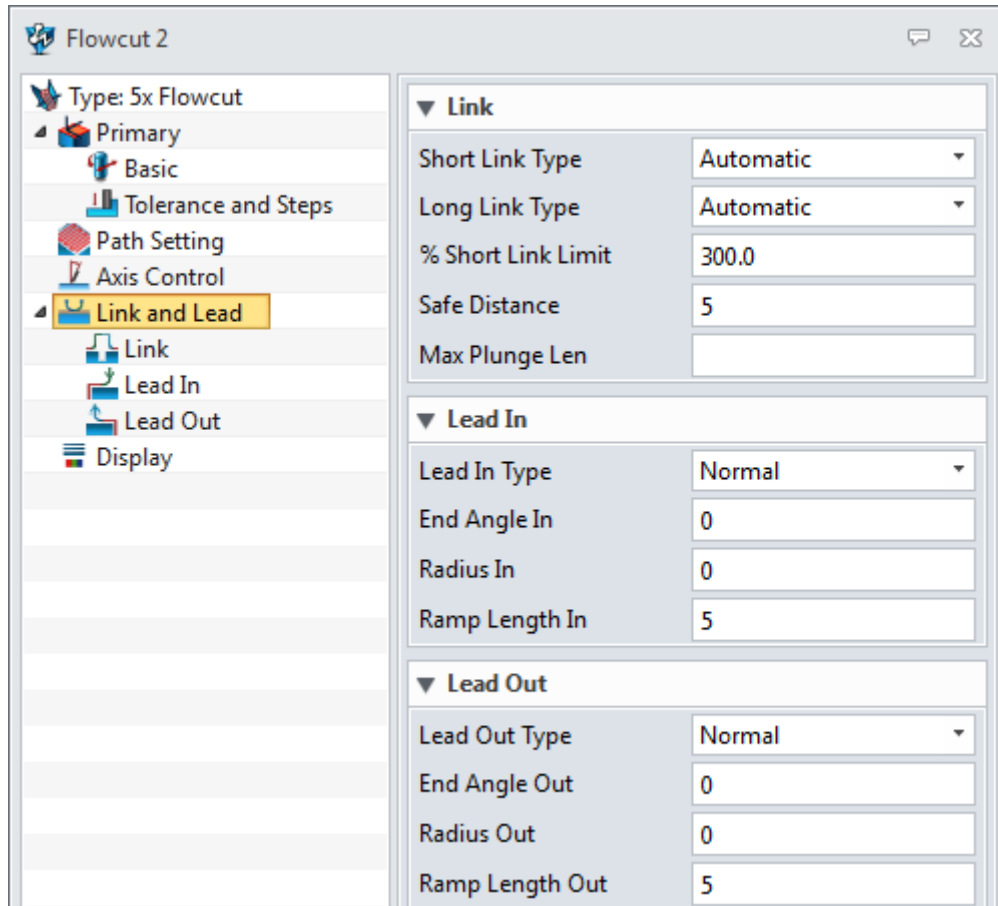 Flowcut 2
Type: 5x Flowcut
Primary
Basic
Tolerance and Steps
Path Setting
Axis Control
Link and Lead
Link
Lead In
Lead Out
Display
Link
Short Link Type Automatic
Long Link Type Automatic
% Short Link Limit 300.0
Safe Distance 5
Max Plunge Len
Lead In
Lead In Type Normal
End Angle In 0
Radius In 0
Ramp Length In 5
Lead Out
Lead Out Type Normal
End Angle Out 0
Radius Out 0
Ramp Length Out 5